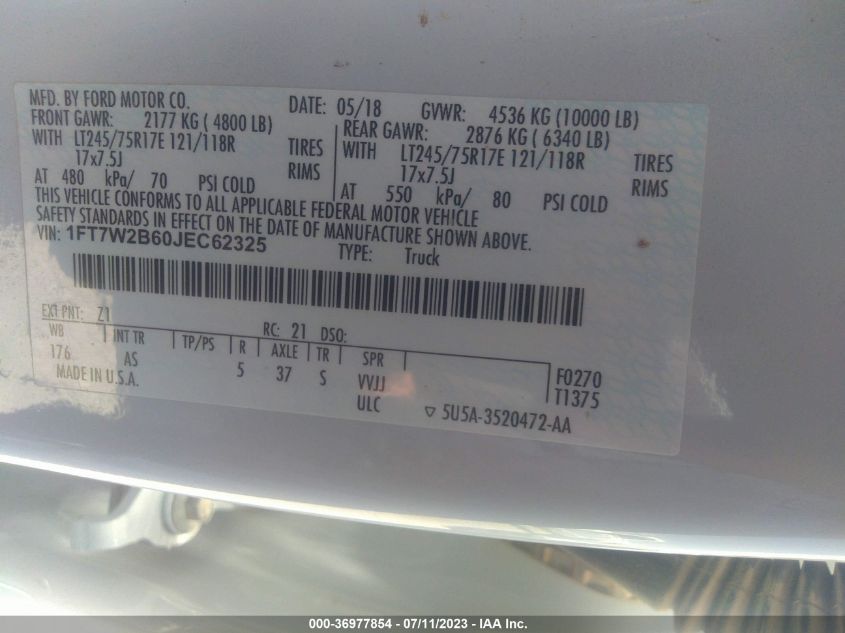 MFD. BY FORD MOTOR CO. DATE: 05/18 GVWR: 4536 KG (10000 LB)
FRONT GAWR: 2177 KG ( 4800 LB) REAR GAWR: 2876 KG ( 6340 LB)
WITH LT245/75R17E 121/118R TIRES WITH LT245/75R17E 121/118R TIRES
17x7.5J RIMS 17x7.5J RIMS
AT 480 kPa/ 70 PSI COLD AT 550 kPa/ 80 PSI COLD
THIS VEHICLE CONFORMS TO ALL APPLICABLE FEDERAL MOTOR VEHICLE
SAFETY STANDARDS IN EFFECT ON THE DATE OF MANUFACTURE SHOWN ABOVE.
VIN: 1FT7W2B60JEC62325 TYPE: Truck
EXT PNT: Z1 RC: 21 DSO:
WB INT TR TP/PS R AXLE TR SPR
176 AS 5 37 S VVJJ F0270
MADE IN U.S.A. ULC T1375
5U5A-3520472-AA
000-36977854 / 07/11/2023 - IAA Inc.